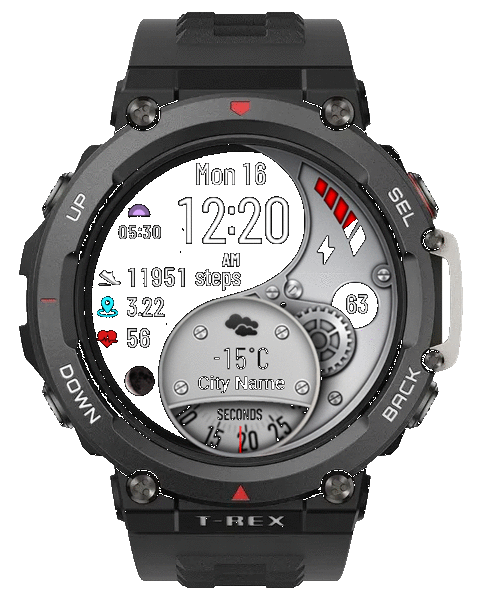 Mon 16
UP
SEL
12:20
05:30
AM
11951 steps
3.22
63
56
-15°C
City Name
DOWN
BACK
SECONDS
15 20 25
T-REX